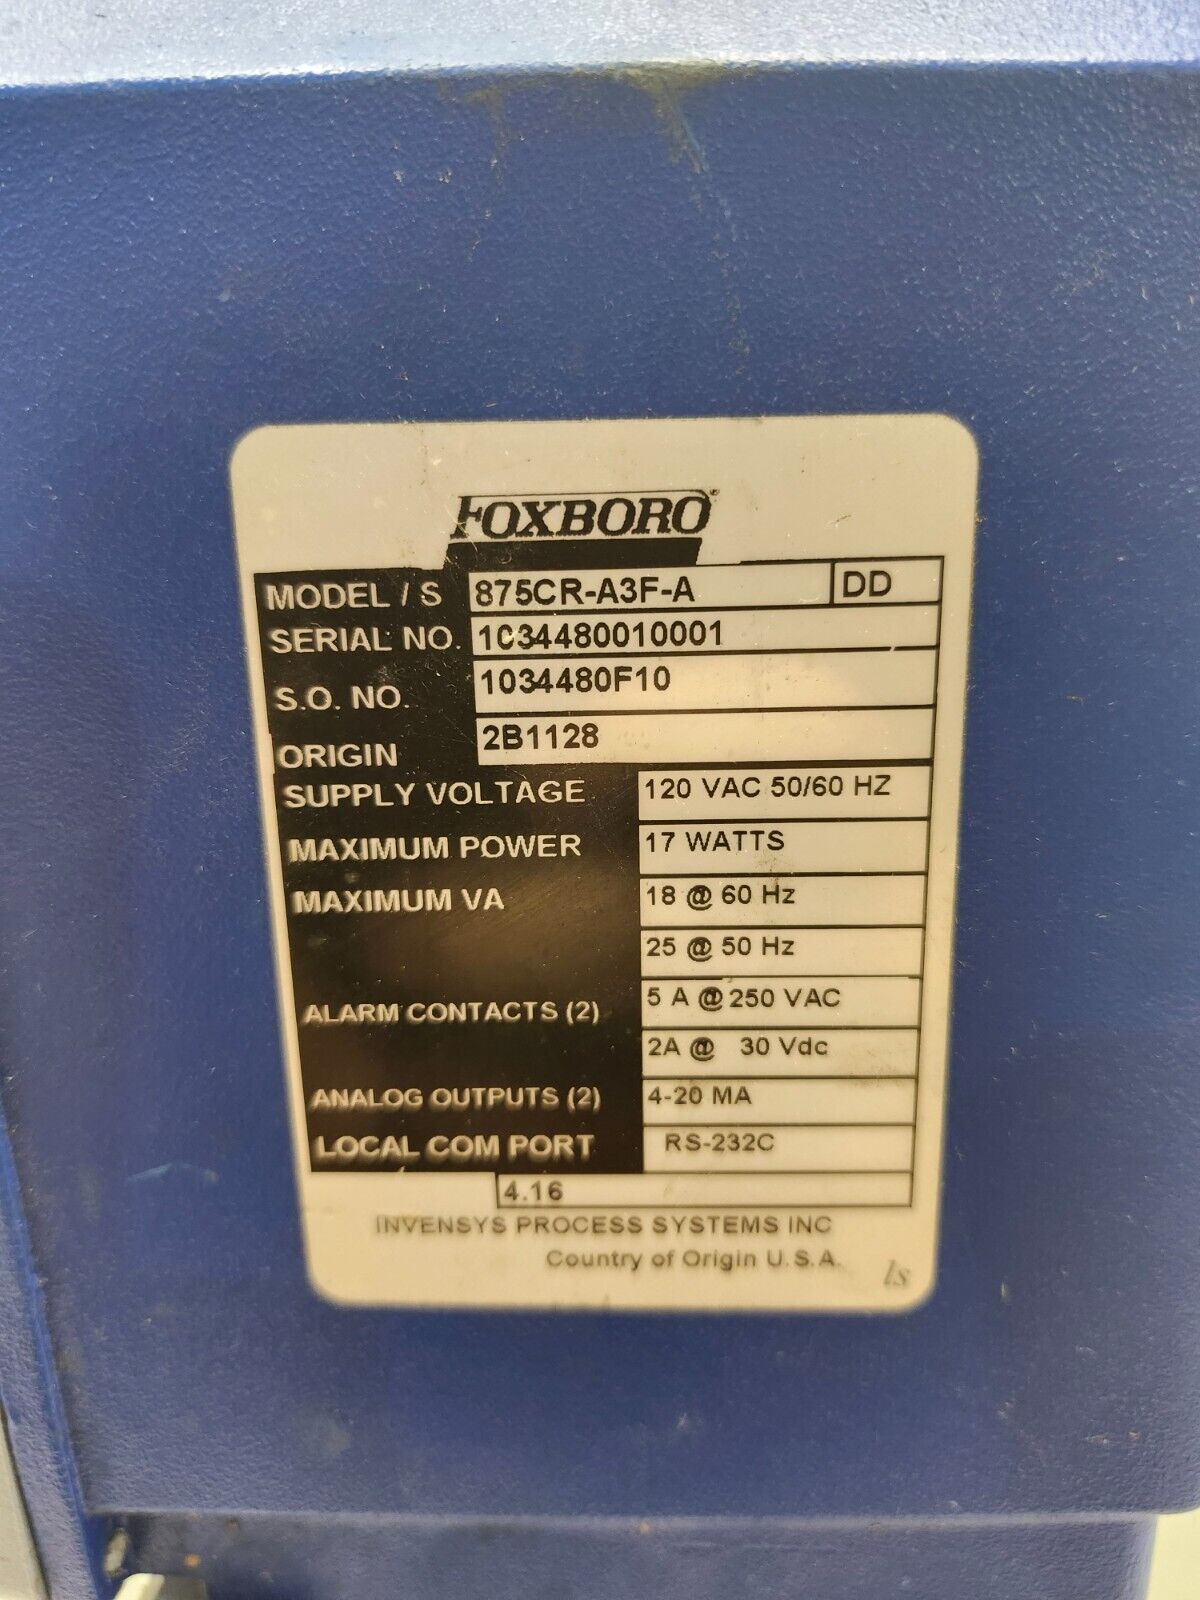 FOXBORO®
MODEL / S 875CR-A3F-A DD
SERIAL NO. 1034480010001
S.O. NO. 1034480F10
ORIGIN 2B1128
SUPPLY VOLTAGE 120 VAC 50/60 HZ
MAXIMUM POWER 17 WATTS
MAXIMUM VA 18 @ 60 Hz
25 @ 50 Hz
ALARM CONTACTS (2) 5 A @ 250 VAC
2A @ 30 Vdc
ANALOG OUTPUTS (2) 4-20 MA
LOCAL COM PORT RS-232C
4.16
INVENSYS PROCESS SYSTEMS INC
Country of Origin U.S.A.
ls